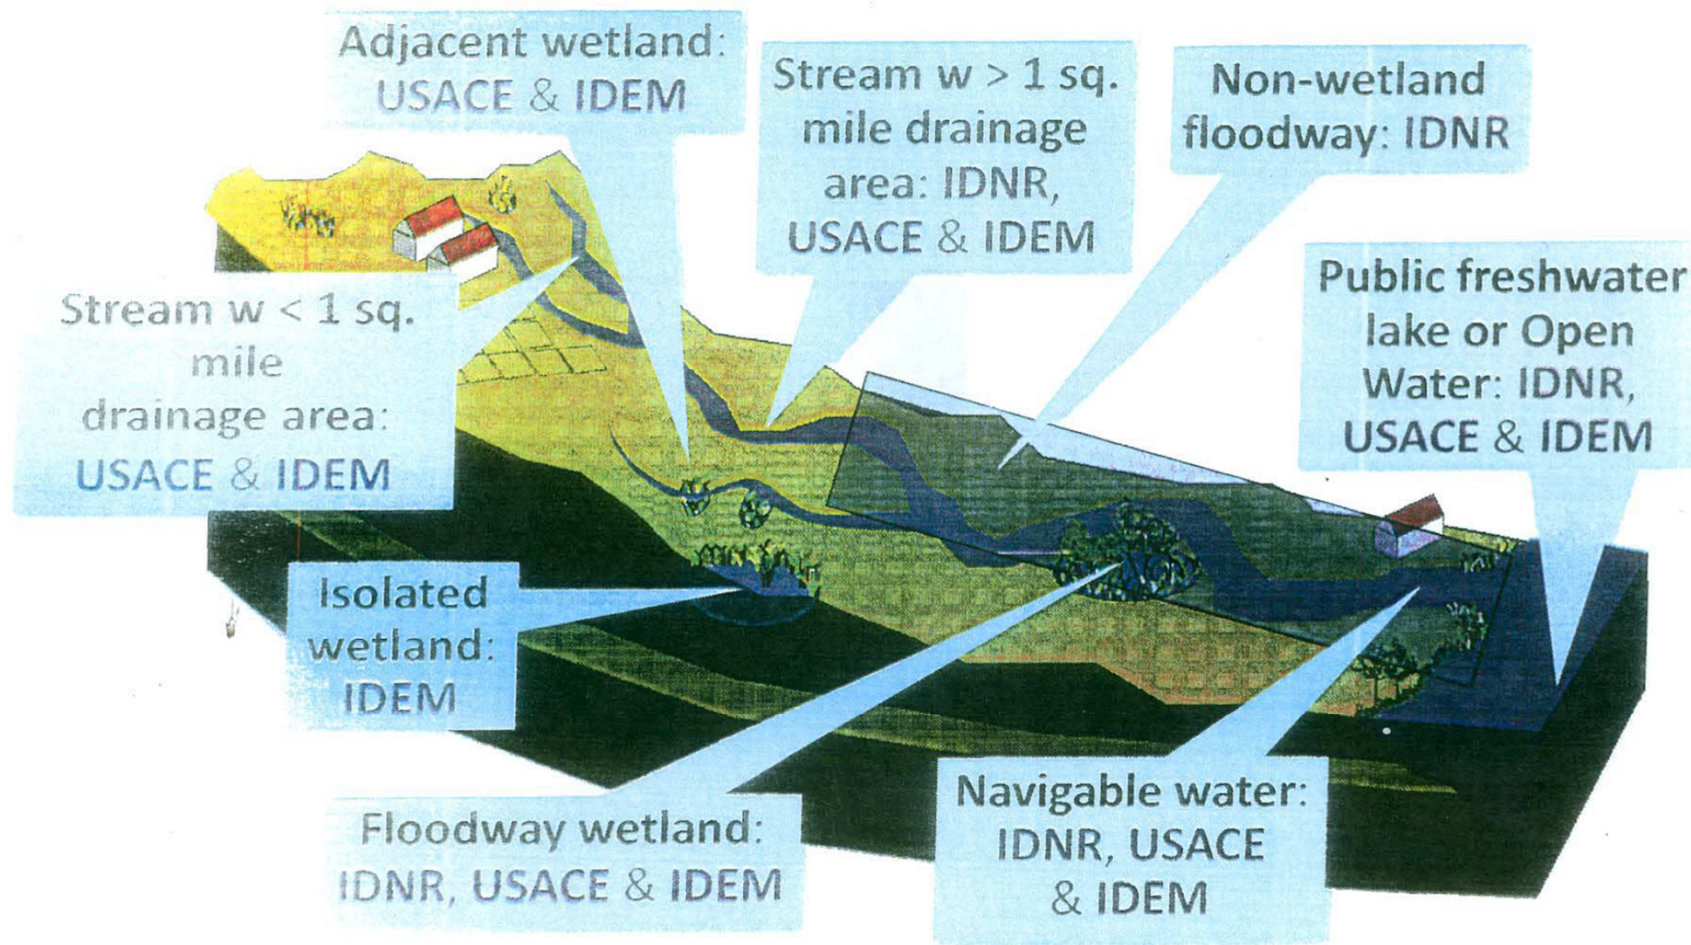 Adjacent wetland:
USACE & IDEM
Stream w > 1 sq.
mile drainage
area: IDNR,
USACE & IDEM
Non-wetland
floodway: IDNR
Public freshwater
lake or Open
Water: IDNR,
USACE & IDEM
Stream w < 1 sq.
mile
drainage area:
USACE & IDEM
Isolated
wetland:
IDEM
Floodway wetland:
IDNR, USACE & IDEM
Navigable water:
IDNR, USACE
& IDEM